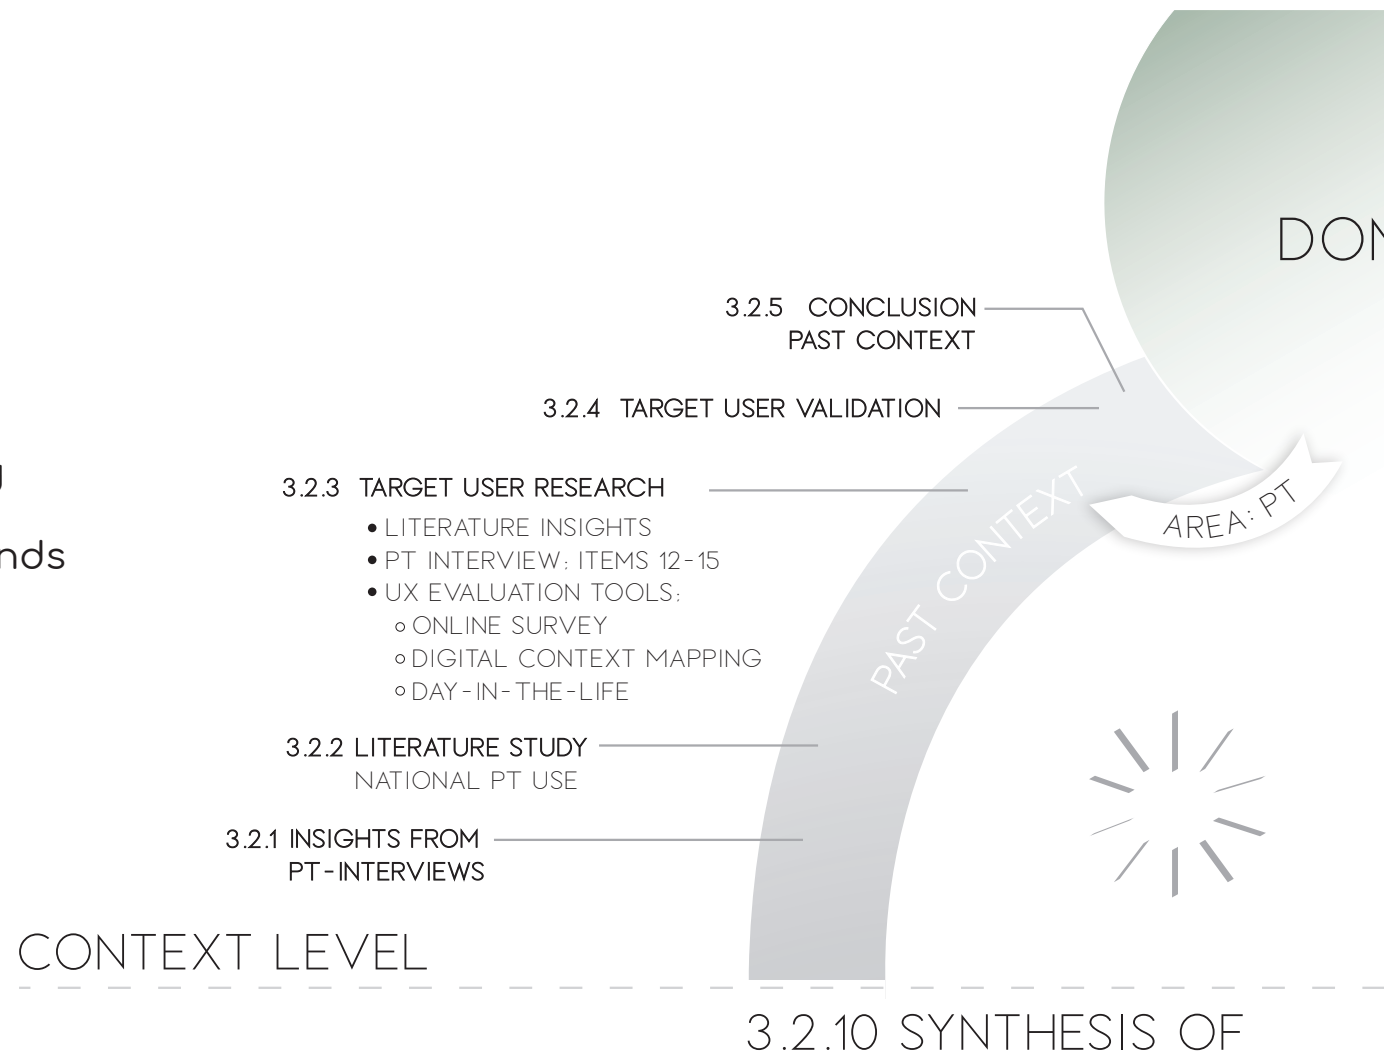 DON
3.2.5 CONCLUSION
PAST CONTEXT
3.2.4 TARGET USER VALIDATION
3.2.3 TARGET USER RESEARCH
• LITERATURE INSIGHTS
• PT INTERVIEW: ITEMS 12-15
• UX EVALUATION TOOLS:
○ ONLINE SURVEY
○ DIGITAL CONTEXT MAPPING
○ DAY-IN-THE-LIFE
PAST CONTEXT
AREA: PT
nds
3.2.2 LITERATURE STUDY
NATIONAL PT USE
3.2.1 INSIGHTS FROM
PT-INTERVIEWS
CONTEXT LEVEL
3.2.10 SYNTHESIS OF